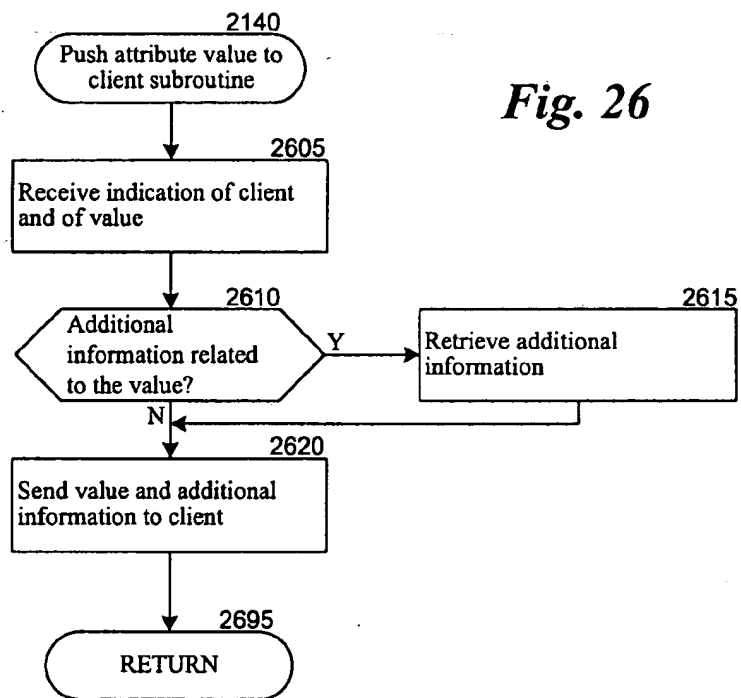 2140
Push attribute value to
client subroutine
Fig. 26
2605
Receive indication of client
and of value
2610
Additional
information related
to the value?
Y
2615
Retrieve additional
information
N
2620
Send value and additional
information to client
2695
RETURN